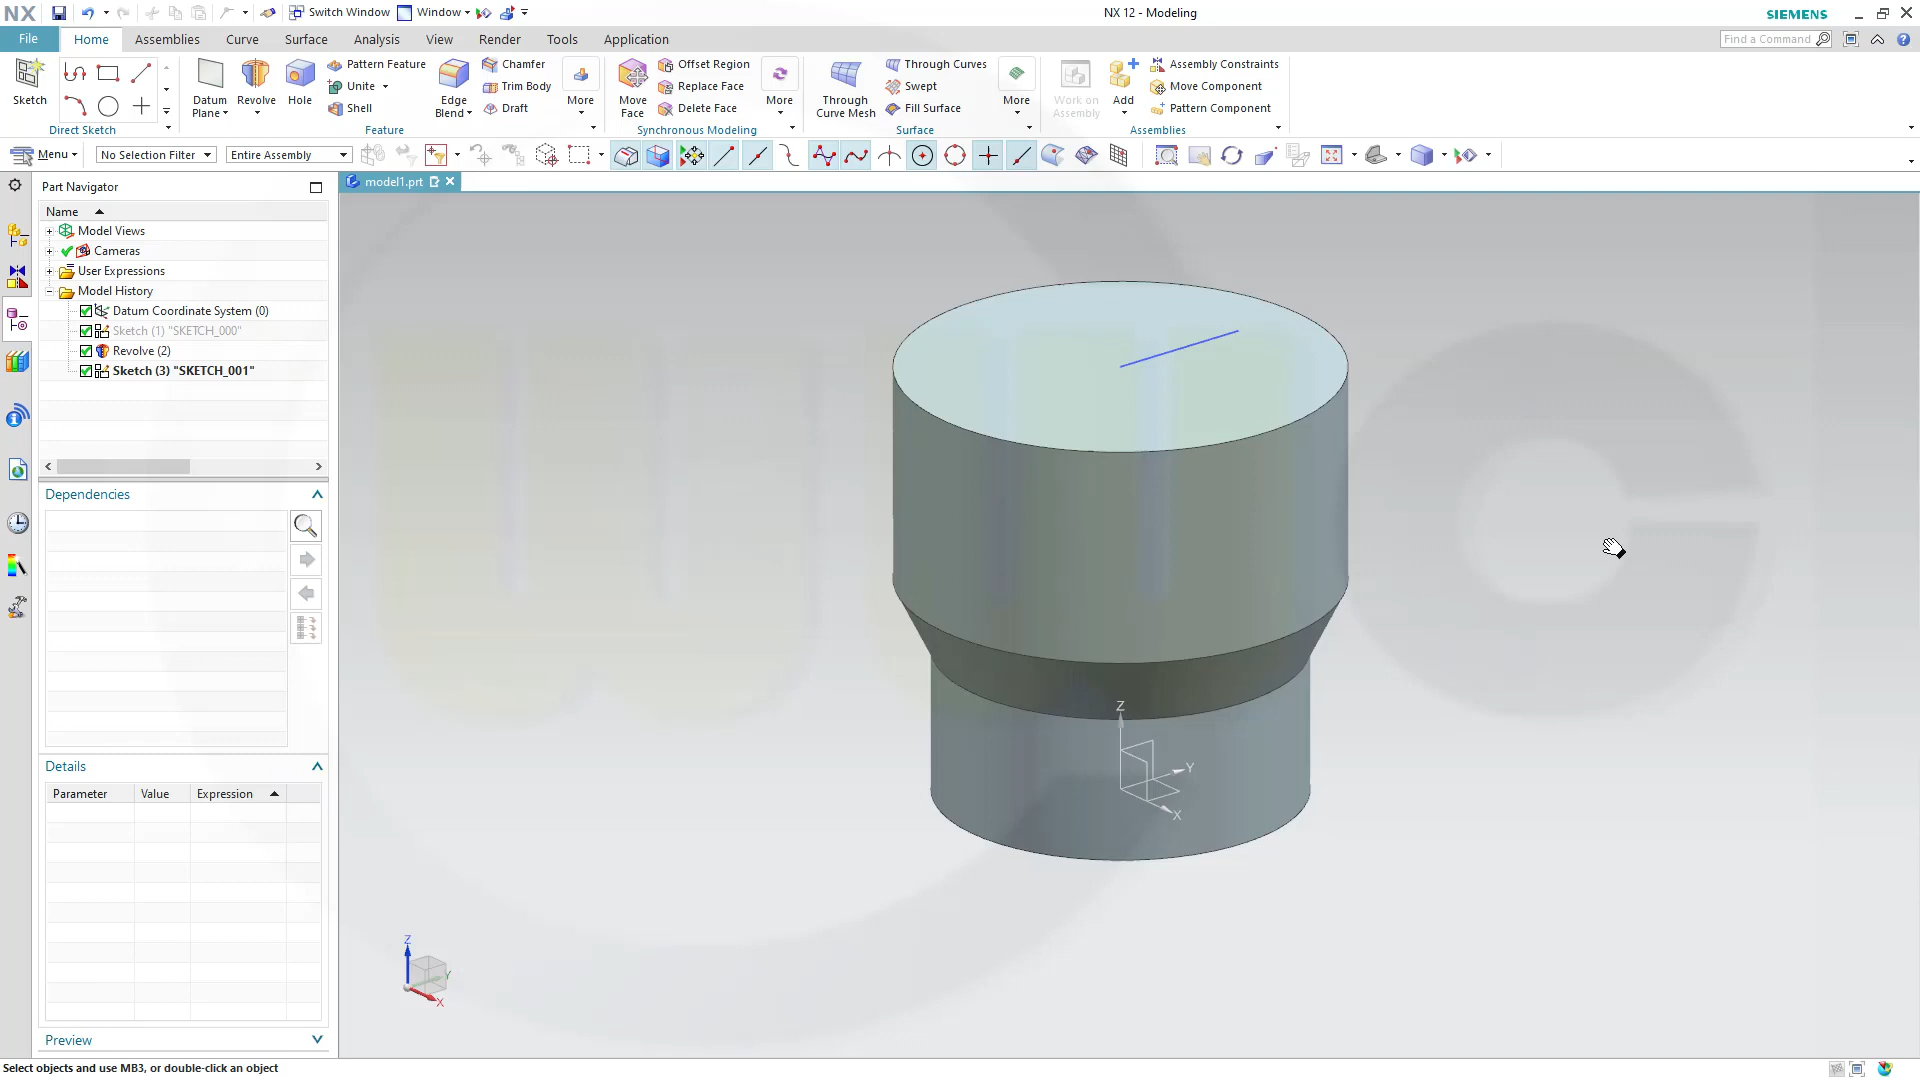 NX Switch Window Window NX 12 - Modeling SIEMENS
File Home Assemblies Curve Surface Analysis View Render Tools Application Find a Command
Sketch
Direct Sketch
Datum Plane Revolve Hole
Pattern Feature
Unite
Shell
Edge Blend
Chamfer
Trim Body
Draft
More
Feature
Move Face
Offset Region
Replace Face
Delete Face
More
Synchronous Modeling
Through Curve Mesh
Through Curves
Swept
Fill Surface
More
Surface
Work on Assembly
Add
Assembly Constraints
Move Component
Pattern Component
Assemblies
Menu No Selection Filter Entire Assembly
Part Navigator
model1.prt
Name
Model Views
Cameras
User Expressions
Model History
Datum Coordinate System (0)
Sketch (1) "SKETCH_000"
Revolve (2)
Sketch (3) "SKETCH_001"
Dependencies
Details
Parameter Value Expression
Preview
Z
Y
X
Z
Y
X
Select objects and use MB3, or double-click an object